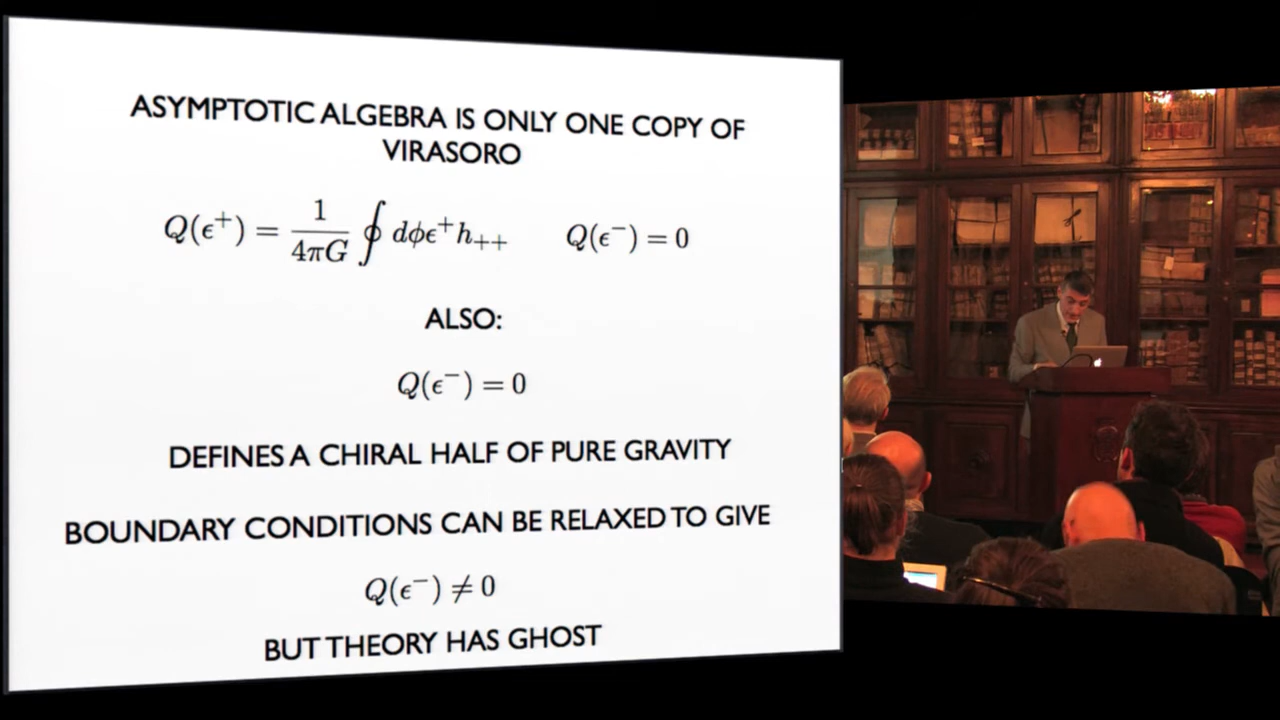 ASYMPTOTIC ALGEBRA IS ONLY ONE COPY OF
VIRASORO
Q(ϵ⁺) = 1/4πG ∮ dϕϵ⁺h₊₊ Q(ϵ⁻) = 0
ALSO:
Q(ϵ⁻) = 0
DEFINES A CHIRAL HALF OF PURE GRAVITY
BOUNDARY CONDITIONS CAN BE RELAXED TO GIVE
Q(ϵ⁻) ≠ 0
BUT THEORY HAS GHOST